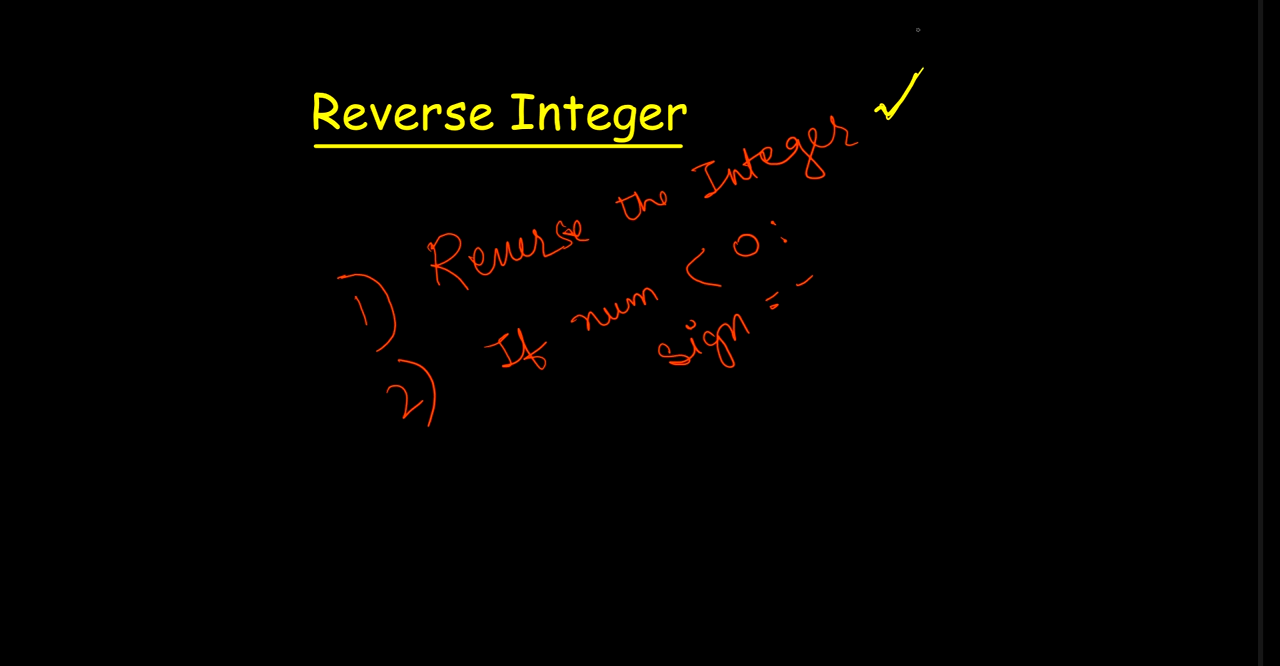 Reverse Integer
1) Reverse the Integer
2) If num < 0:
sign = -